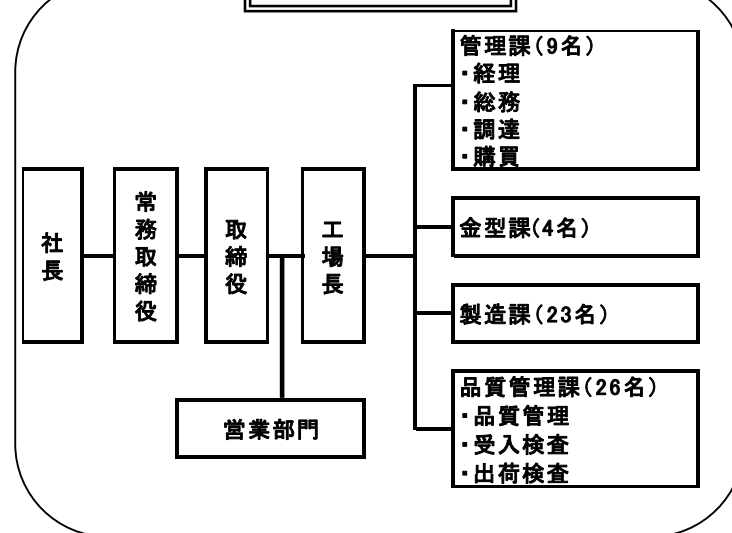 社長
常務取締役
取締役
工場長
営業部門
管理課(9名)
・経理
・総務
・調達
・購買
金型課(4名)
製造課(23名)
品質管理課(26名)
・品質管理
・受入検査
・出荷検査